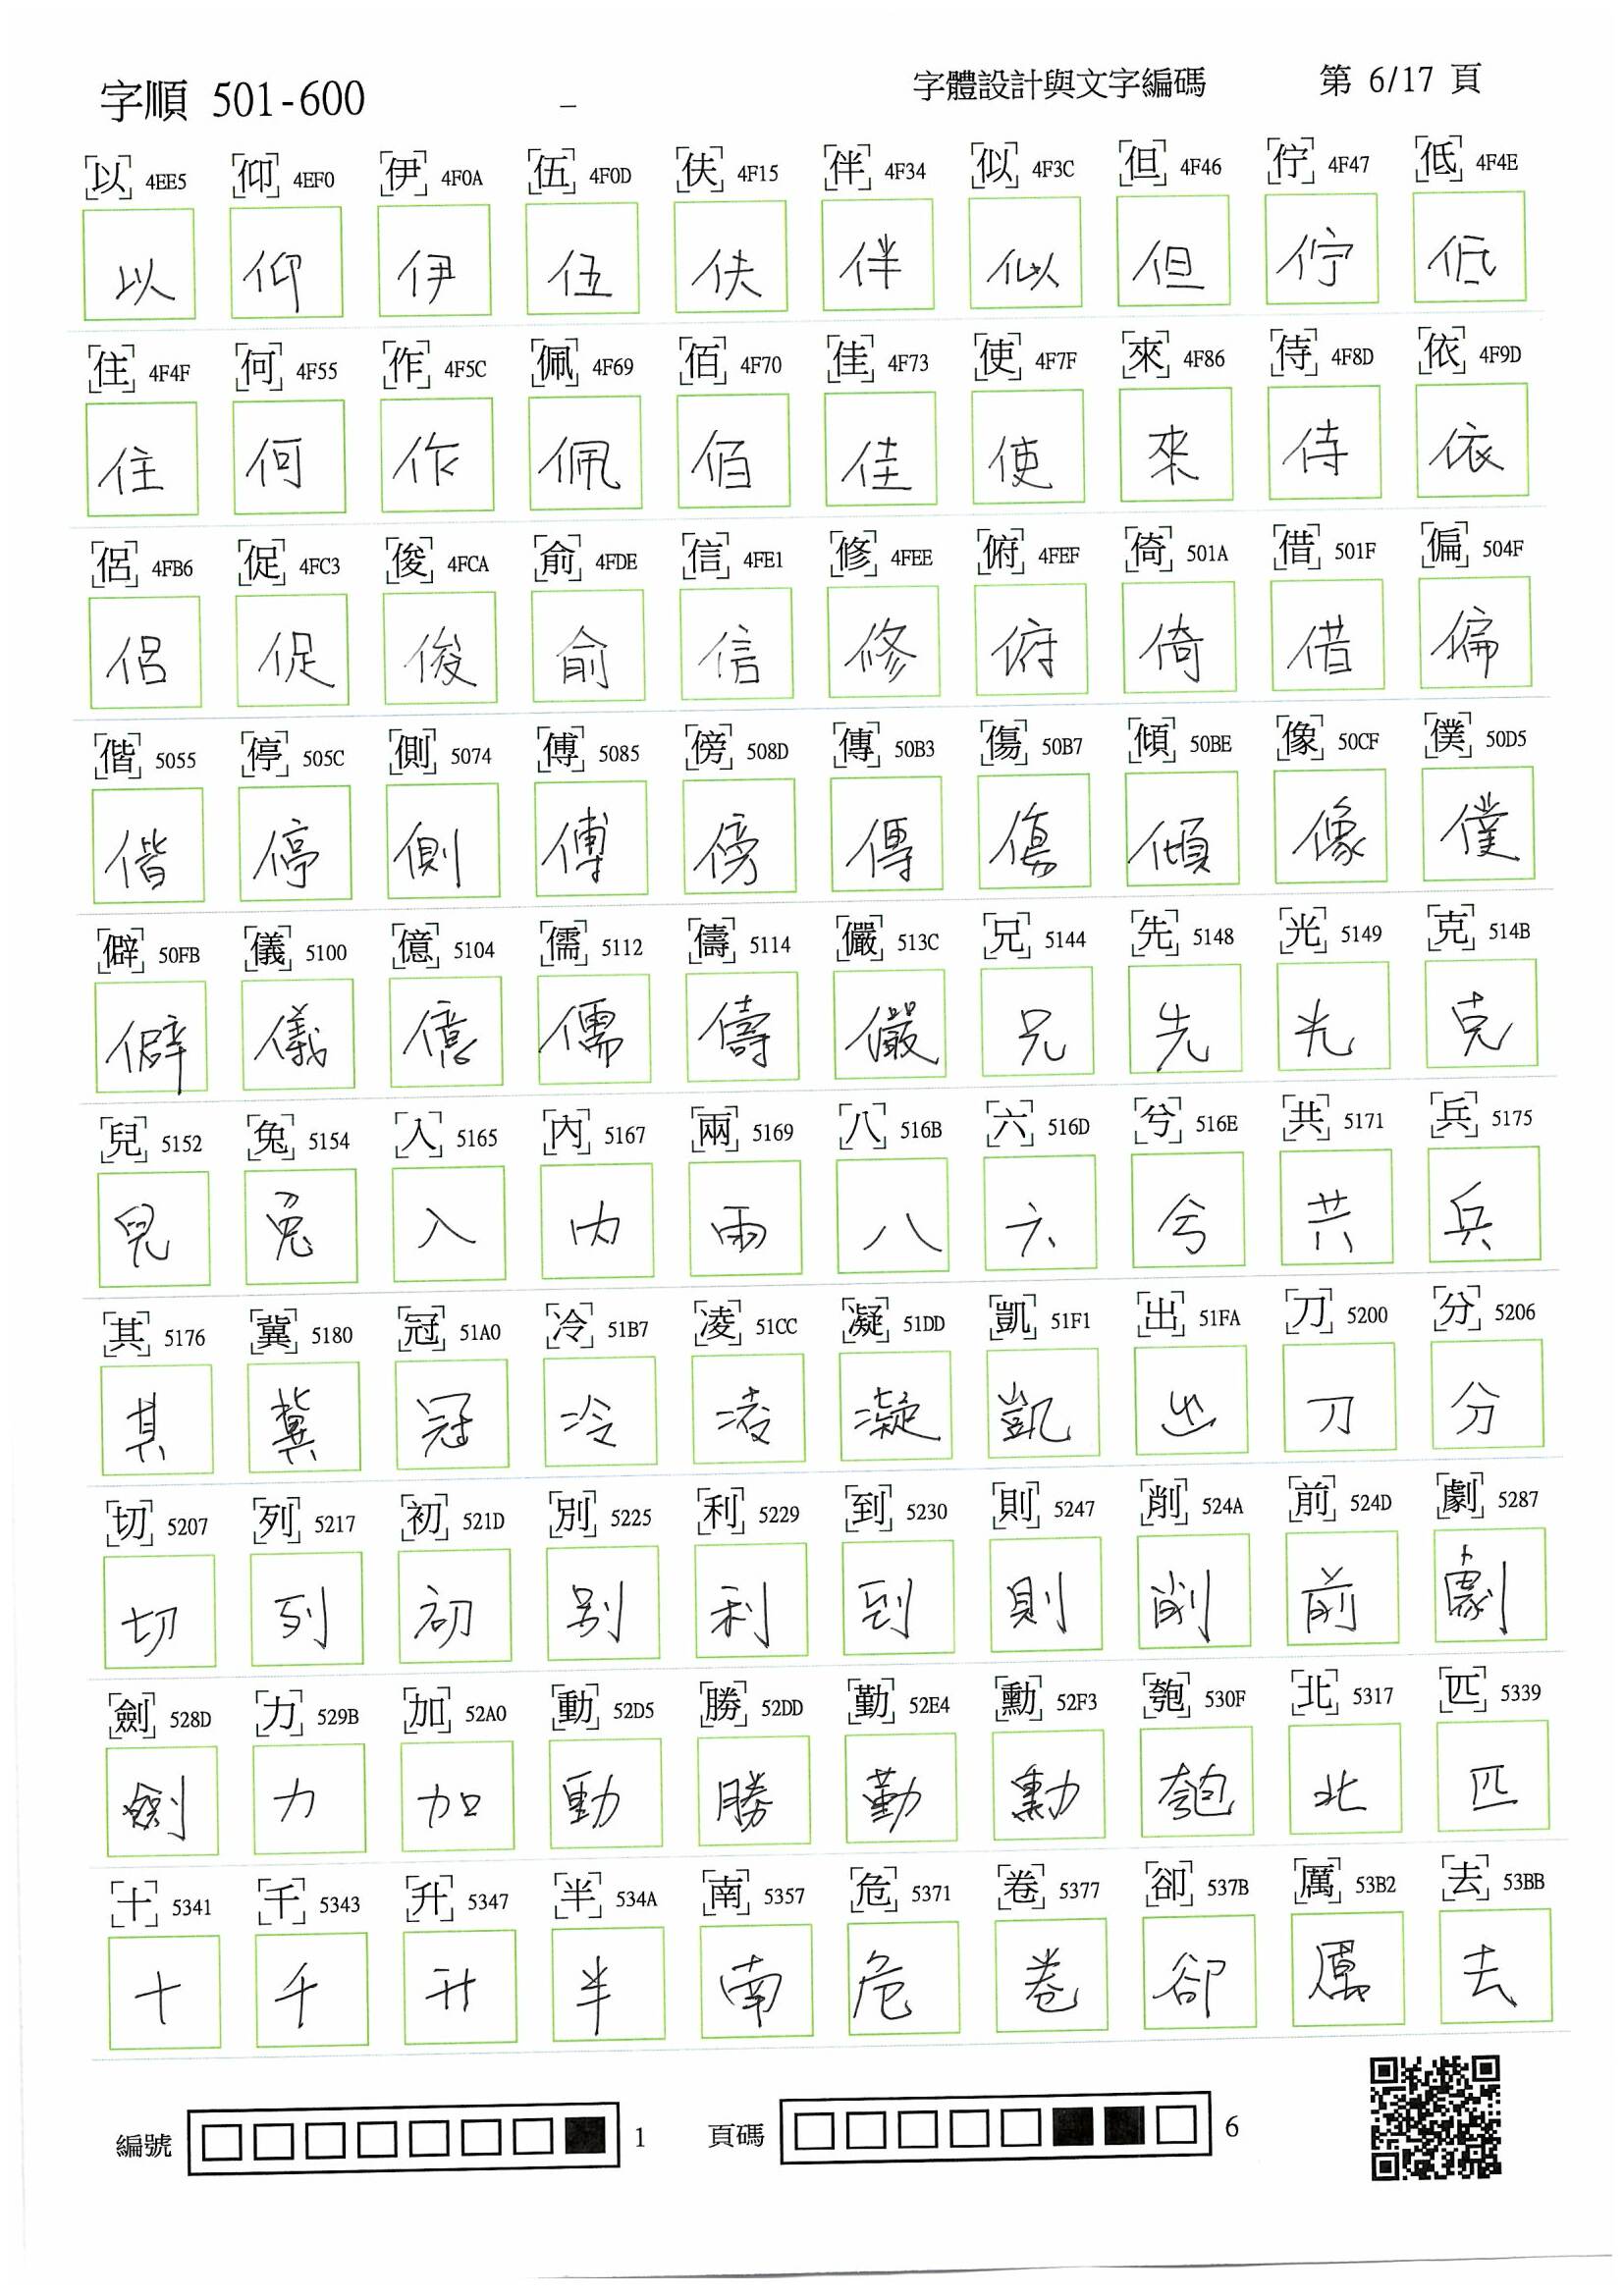 字順 501-600
–
字體設計與文字編碼 第 6/17 頁
以 4EE5 仰 4EF0 伊 4F0A 伍 4F0D 伕 4F15 伴 4F34 似 4F3C 但 4F46 佇 4F47 低 4F4E
以 仰 伊 伍 伕 伴 似 但 佇 低
住 4F4F 何 4F55 作 4F5C 佩 4F69 佰 4F70 佳 4F73 使 4F7F 來 4F86 侍 4F8D 依 4F9D
住 何 作 佩 佰 佳 使 來 侍 依
侶 4FB6 促 4FC3 俊 4FCA 俞 4FDE 信 4FE1 修 4FEE 俯 4FEF 倚 501A 借 501F 偏 504F
侶 促 俊 俞 信 修 俯 倚 借 偏
偕 5055 停 505C 側 5074 傅 5085 傍 508D 傳 50B3 傷 50B7 傾 50BE 像 50CF 僕 50D5
偕 停 側 傅 傍 傳 傷 傾 像 僕
僻 50FB 儀 5100 億 5104 儒 5112 儔 5114 儼 513C 兄 5144 先 5148 光 5149 克 514B
僻 儀 億 儒 儔 儼 兄 先 光 克
兒 5152 兔 5154 入 5165 內 5167 兩 5169 八 516B 六 516D 兮 516E 共 5171 兵 5175
兒 兔 入 內 兩 八 六 兮 共 兵
其 5176 冀 5180 冠 51A0 冷 51B7 凌 51CC 凝 51DD 凱 51F1 出 51FA 刀 5200 分 5206
其 冀 冠 冷 凌 凝 凱 出 刀 分
切 5207 列 5217 初 521D 別 5225 利 5229 到 5230 則 5247 削 524A 前 524D 劇 5287
切 列 初 別 利 到 則 削 前 劇
劍 528D 力 529B 加 52A0 動 52D5 勝 52DD 勤 52E4 勳 52F3 匏 530F 北 5317 匹 5339
劍 力 加 動 勝 勤 勳 匏 北 匹
十 5341 千 5343 升 5347 半 534A 南 5357 危 5371 卷 5377 卻 537B 厲 53B2 去 53BB
十 千 升 半 南 危 卷 卻 厲 去
編號 1 頁碼 6